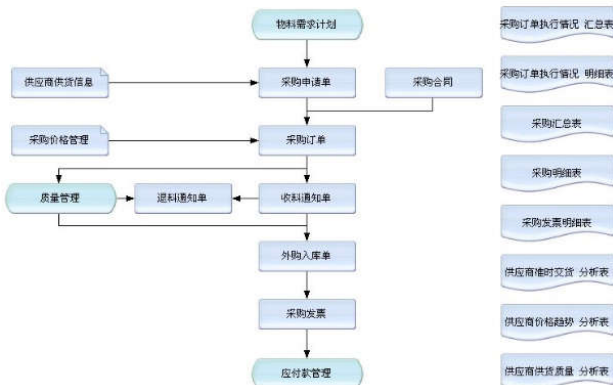 物料需求计划
供应商供货信息
采购申请单
采购合同
采购价格管理
采购订单
质量管理
退料通知单
收料通知单
外购入库单
采购发票
应付款管理
采购订单执行情况 汇总表
采购订单执行情况 明细表
采购汇总表
采购明细表
采购发票明细表
供应商准时交货 分析表
供应商价格趋势 分析表
供应商供货质量 分析表